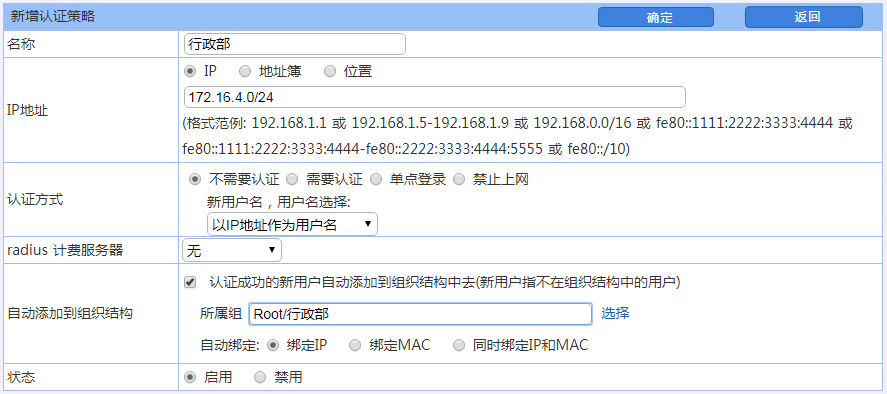 新增认证策略 确定 返回
名称 行政部
IP 地址簿 位置
IP地址 172.16.4.0/24
(格式范例: 192.168.1.1 或 192.168.1.5-192.168.1.9 或 192.168.0.0/16 或 fe80::1111:2222:3333:4444 或
fe80::1111:2222:3333:4444-fe80::2222:3333:4444:5555 或 fe80::/10)
认证方式 不需要认证 需要认证 单点登录 禁止上网
新用户名，用户名选择:
以IP地址作为用户名
radius 计费服务器 无
认证成功的新用户自动添加到组织结构中去(新用户指不在组织结构中的用户)
自动添加到组织结构 所属组 Root/行政部 选择
自动绑定: 绑定IP 绑定MAC 同时绑定IP和MAC
状态 启用 禁用